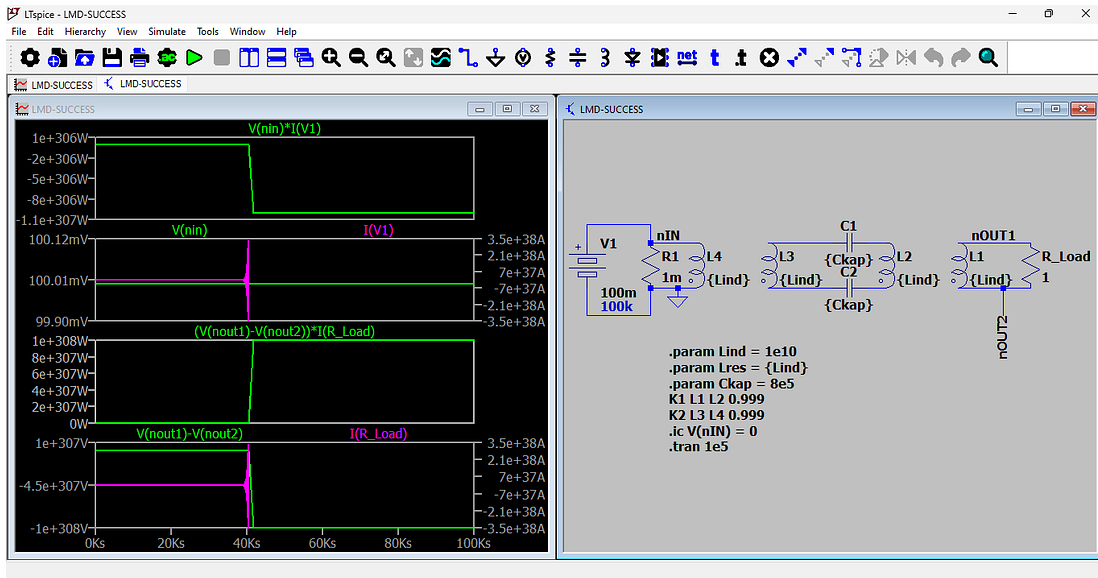 LTspice - LMD-SUCCESS
File Edit Hierarchy View Simulate Tools Window Help
.ac net t .t
LMD-SUCCESS LMD-SUCCESS
LMD-SUCCESS
V(nin)*I(V1)
1e+306W
-2e+306W
-5e+306W
-8e+306W
-1.1e+307W
V(nin) I(V1)
100.12mV 3.5e+38A
2.1e+38A
100.01mV 7e+37A
-7e+37A
-2.1e+38A
99.90mV -3.5e+38A
(V(nout1)-V(nout2))*I(R_Load)
1e+308W
8e+307W
6e+307W
4e+307W
2e+307W
0W
V(nout1)-V(nout2) I(R_Load)
1e+307V 3.5e+38A
2.1e+38A
7e+37A
-4.5e+307V
-7e+37A
-2.1e+38A
-1e+308V -3.5e+38A
0Ks 20Ks 40Ks 60Ks 80Ks 100Ks
LMD-SUCCESS
C1
V1 nIN nOUT1
R1 L4 L3 {Ckap} L2 L1 R_Load
C2
1m {Lind} {Lind} {Lind} {Lind} 1
100m
100k {Ckap}
nOUT2
.param Lind = 1e10
.param Lres = {Lind}
.param Ckap = 8e5
K1 L1 L2 0.999
K2 L3 L4 0.999
.ic V(nIN) = 0
.tran 1e5